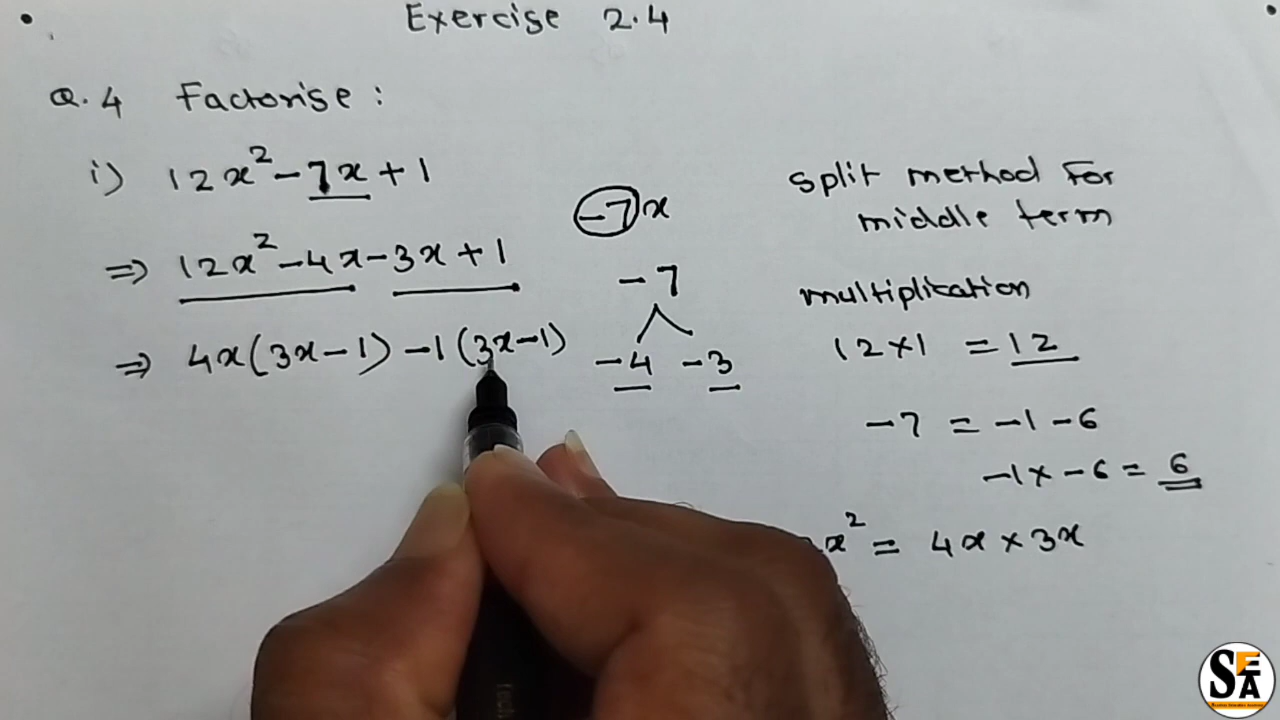 Exercise 2.4
Q.4 Factorise :
i) 12x² - 7x + 1
⇒ 12x² - 4x - 3x + 1
⇒ 4x(3x - 1) - 1(3x - 1)
-7x
-7
-4 -3
split method for
middle term
multiplication
12 × 1 = 12
-7 = -1 - 6
-1 × -6 = 6
x² = 4x × 3x
SFEA